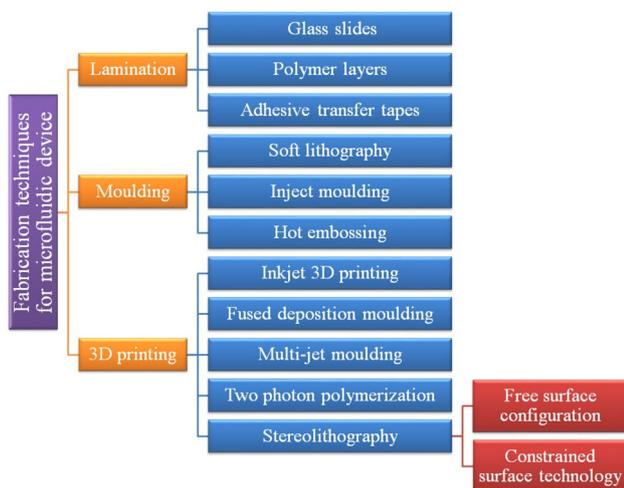 Fabrication techniques
for microfluidic device
Lamination
Glass slides
Polymer layers
Adhesive transfer tapes
Moulding
Soft lithography
Inject moulding
Hot embossing
3D printing
Inkjet 3D printing
Fused deposition moulding
Multi-jet moulding
Two photon polymerization
Stereolithography
Free surface
configuration
Constrained
surface technology